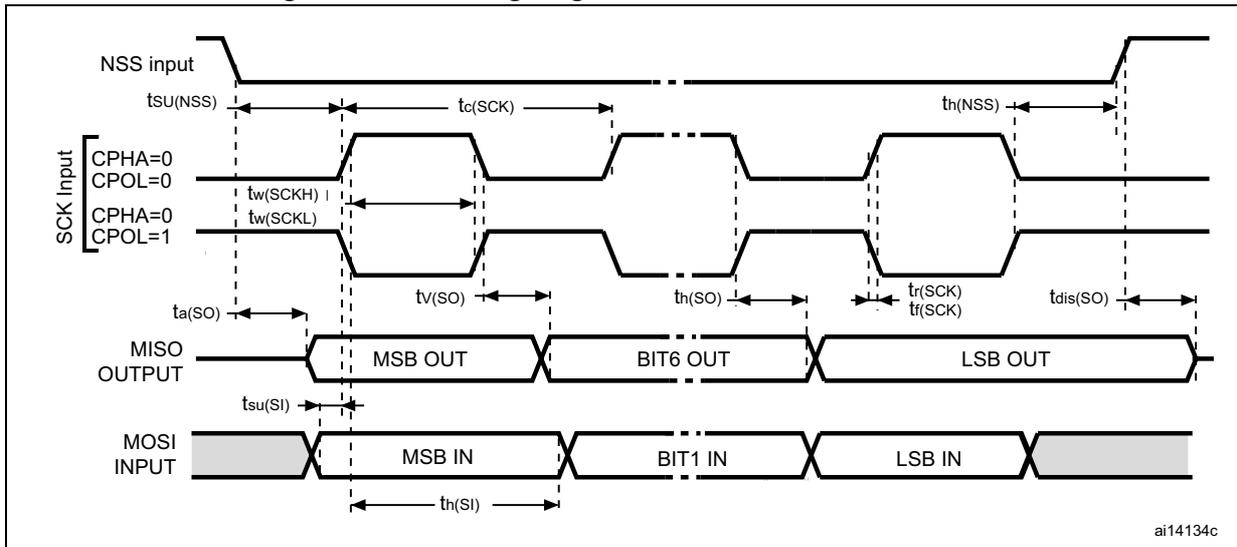 NSS input
tSU(NSS)
tc(SCK)
th(NSS)
SCK Input
CPHA=0
CPOL=0
tw(SCKH)
CPHA=0
CPOL=1
tw(SCKL)
ta(SO)
tV(SO)
th(SO)
tr(SCK)
tf(SCK)
tdis(SO)
MISO
OUTPUT
MSB OUT
BIT6 OUT
LSB OUT
tsu(SI)
MOSI
INPUT
MSB IN
BIT1 IN
LSB IN
th(SI)
ai14134c